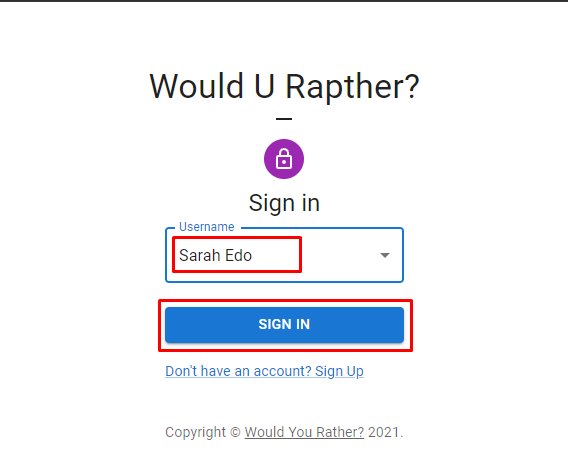 Would U Rapther?
Sign in
Username
Sarah Edo
SIGN IN
Don't have an account? Sign Up
Copyright © Would You Rather? 2021.